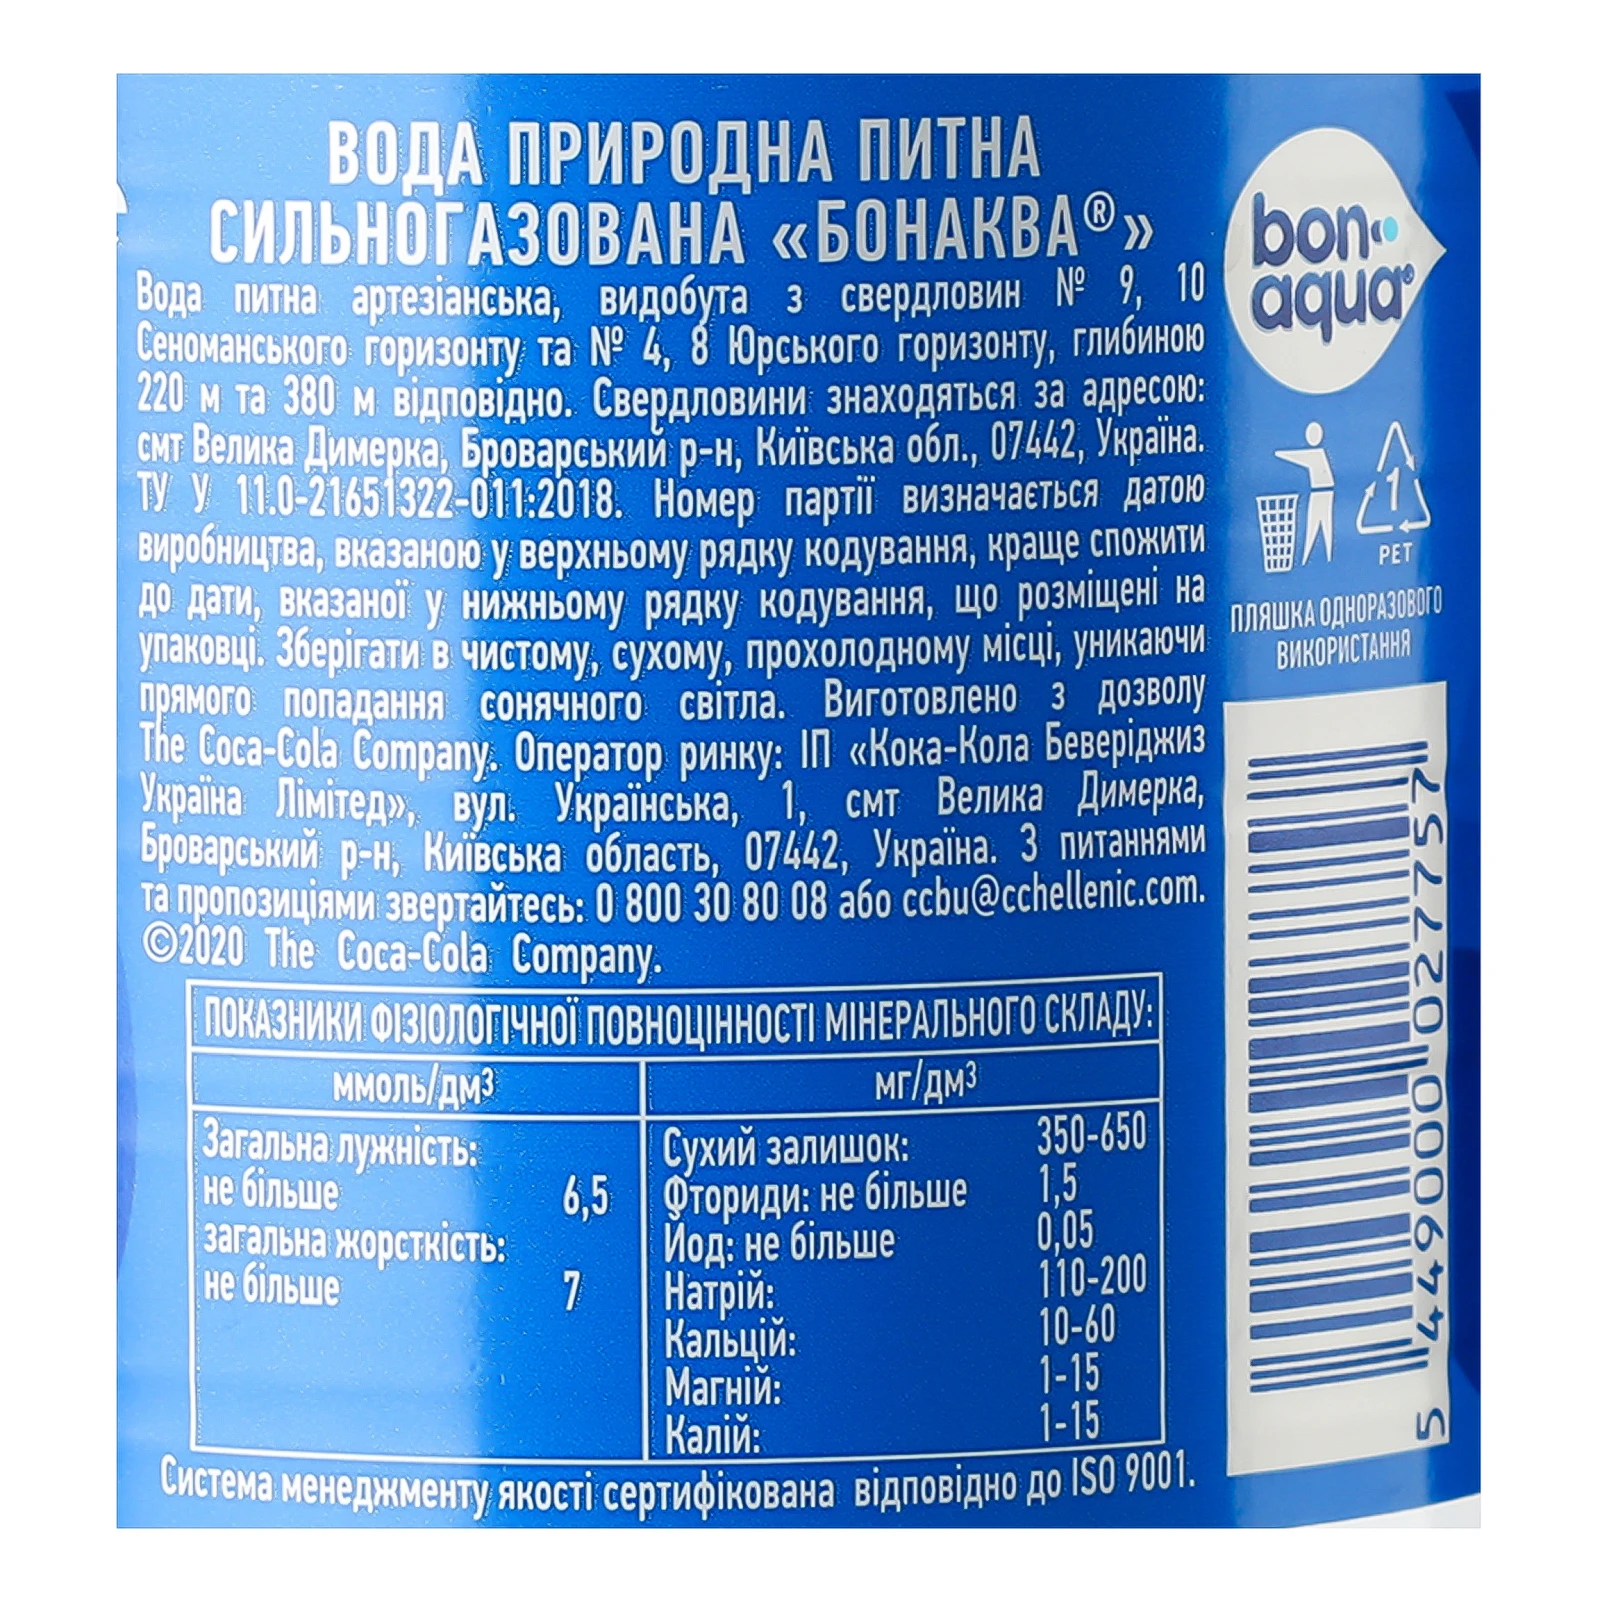 ВОДА ПРИРОДНА ПИТНА
СИЛЬНОГАЗОВАНА «БОНАКВА®»
Вода питна артезіанська, видобута з свердловин № 9, 10
Сеноманського горизонту та № 4, 8 Юрського горизонту, глибиною
220 м та 380 м відповідно. Свердловини знаходяться за адресою:
смт Велика Димерка, Броварський р-н, Київська обл., 07442, Україна.
ТУ У 11.0-21651322-011:2018. Номер партії визначається датою
виробництва, вказаною у верхньому рядку кодування, краще спожити
до дати, вказаної у нижньому рядку кодування, що розміщені на
упаковці. Зберігати в чистому, сухому, прохолодному місці, уникаючи
прямого попадання сонячного світла. Виготовлено з дозволу
The Coca-Cola Company. Оператор ринку: ІП «Кока-Кола Беверіджиз
Україна Лімітед», вул. Українська, 1, смт Велика Димерка,
Броварський р-н, Київська область, 07442, Україна. З питаннями
та пропозиціями звертайтесь: 0 800 30 80 08 або ccbu@cchellenic.com.
©2020 The Coca-Cola Company.
ПОКАЗНИКИ ФІЗІОЛОГІЧНОЇ ПОВНОЦІННОСТІ МІНЕРАЛЬНОГО СКЛАДУ:
ммоль/дм³
Загальна лужність:
не більше 6,5
загальна жорсткість:
не більше 7
мг/дм³
Сухий залишок: 350-650
Фториди: не більше 1,5
Йод: не більше 0,05
Натрій: 110-200
Кальцій: 10-60
Магній: 1-15
Калій: 1-15
Система менеджменту якості сертифікована відповідно до ISO 9001.
bon
aqua®
1
PET
ПЛЯШКА ОДНОРАЗОВОГО
ВИКОРИСТАННЯ
5 449000 027757